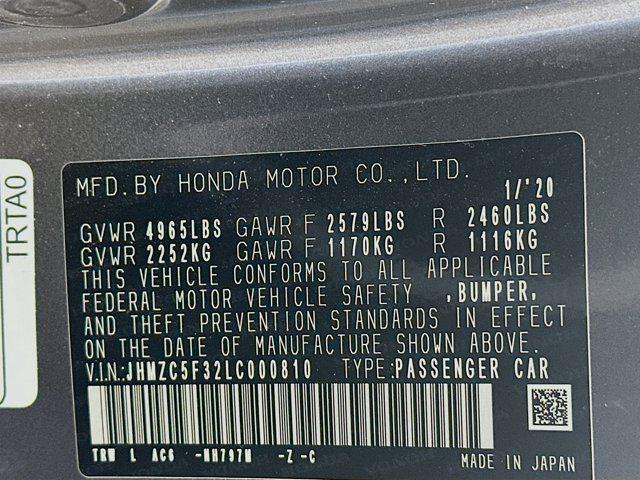 TRTA0
MFD. BY HONDA MOTOR CO., LTD. 1/'20
GVWR 4965LBS GAWR F 2579LBS R 2460LBS
GVWR 2252KG GAWR F 1170KG R 1116KG
THIS VEHICLE CONFORMS TO ALL APPLICABLE
FEDERAL MOTOR VEHICLE SAFETY ,BUMPER,
AND THEFT PREVENTION STANDARDS IN EFFECT
ON THE DATE OF MANUFACTURE SHOWN ABOVE.
V.I.N.:JHMZC5F32LC000810 TYPE:PASSENGER CAR
TRW L AC6 -NH797M -Z -C
MADE IN JAPAN